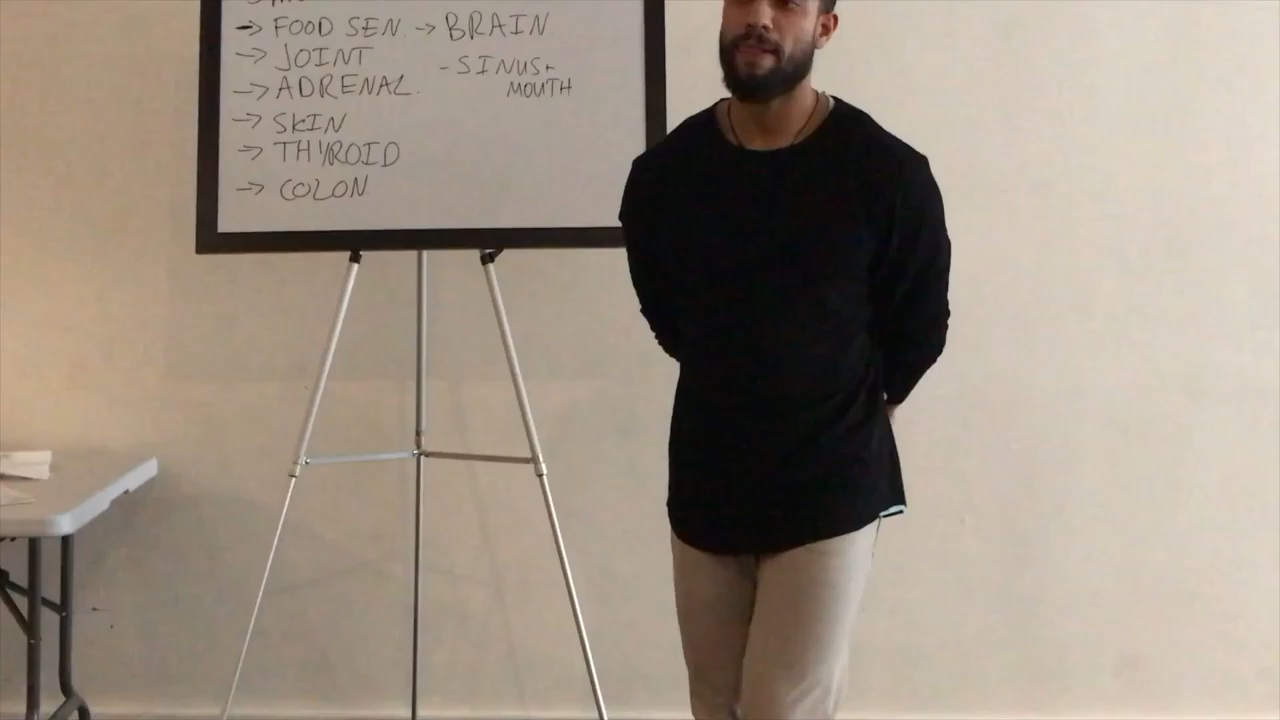 → FOOD SEN. → BRAIN
→ JOINT
- SINUS +
MOUTH
→ ADRENAL.
→ SKIN
→ THYROID
→ COLON